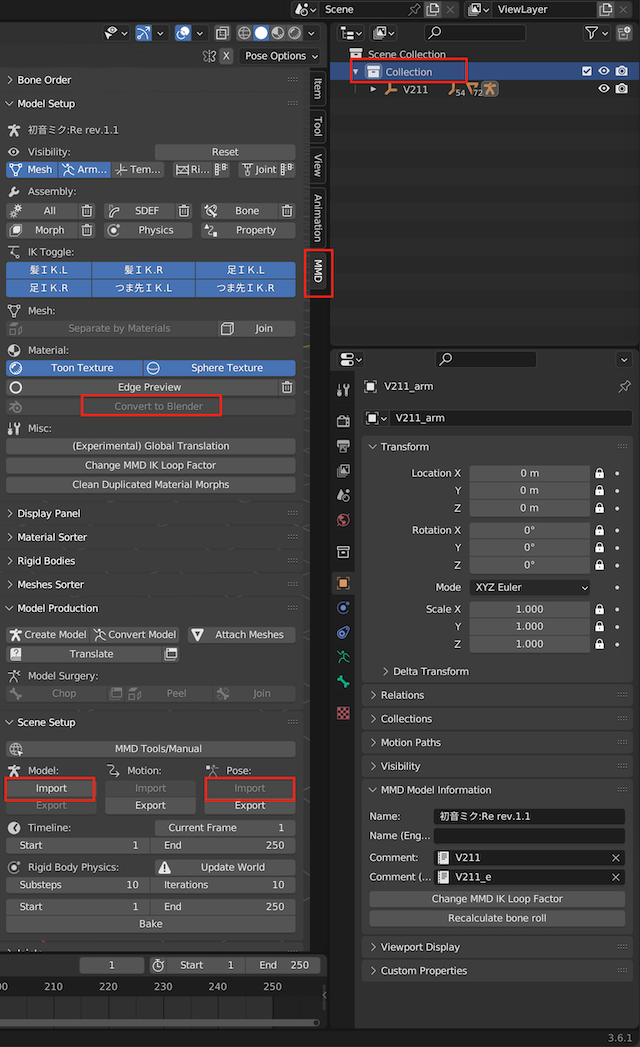 Scene
ViewLayer
X
Pose Options
Bone Order
Model Setup
初音ミク:Re rev.1.1
Visibility:
Reset
Mesh
Arm...
Tem...
Ri...
Joint
Assembly:
All
SDEF
Bone
Morph
Physics
Property
IK Toggle:
髪ＩＫ.L
髪ＩＫ.R
足ＩＫ.L
足ＩＫ.R
つま先ＩＫ.L
つま先ＩＫ.R
Mesh:
Separate by Materials
Join
Material:
Toon Texture
Sphere Texture
Edge Preview
Convert to Blender
Misc:
(Experimental) Global Translation
Change MMD IK Loop Factor
Clean Duplicated Material Morphs
Display Panel
Material Sorter
Rigid Bodies
Meshes Sorter
Model Production
Create Model
Convert Model
Attach Meshes
Translate
Model Surgery:
Chop
Peel
Join
Scene Setup
MMD Tools/Manual
Model:
Motion:
Pose:
Import
Import
Import
Export
Export
Export
Timeline:
Current Frame 1
Start 1
End 250
Rigid Body Physics:
Update World
Substeps 10
Iterations 10
Start 1
End 250
Bake
1
Start 1
End 250
210
220
230
240
250
Item
Tool
View
Animation
MMD
Scene Collection
Collection
V211
54
72
V211_arm
V211_arm
Transform
Location X 0 m
Y 0 m
Z 0 m
Rotation X 0°
Y 0°
Z 0°
Mode XYZ Euler
Scale X 1.000
Y 1.000
Z 1.000
Delta Transform
Relations
Collections
Motion Paths
Visibility
MMD Model Information
Name: 初音ミク:Re rev.1.1
Name (Eng...
Comment: V211
Comment (... V211_e
Change MMD IK Loop Factor
Recalculate bone roll
Viewport Display
Custom Properties
3.6.1